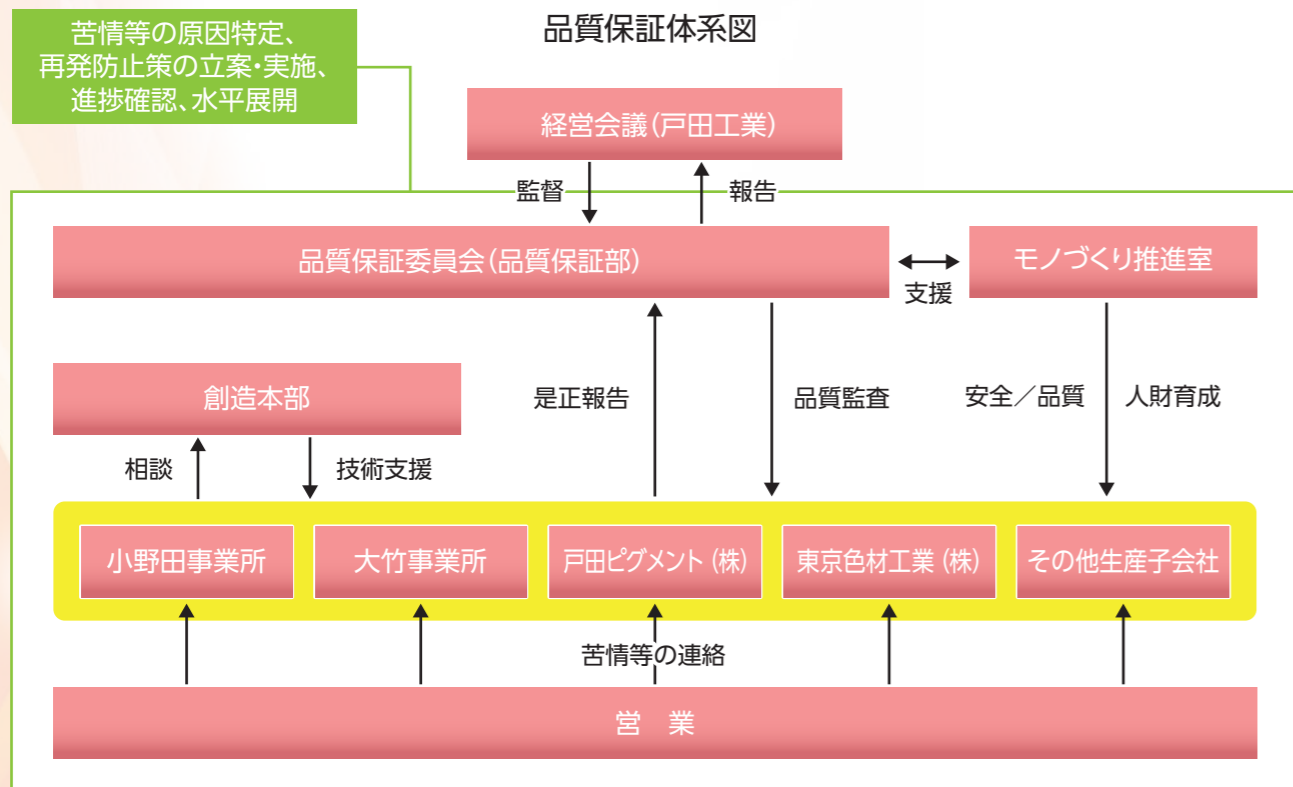 品質保証体系図
苦情等の原因特定、
再発防止策の立案・実施、
進捗確認、水平展開
経営会議(戸田工業)
監督
報告
品質保証委員会(品質保証部)
支援
モノづくり推進室
創造本部
是正報告
品質監査
安全／品質
人財育成
相談
技術支援
小野田事業所
大竹事業所
戸田ピグメント(株)
東京色材工業(株)
その他生産子会社
苦情等の連絡
営　業